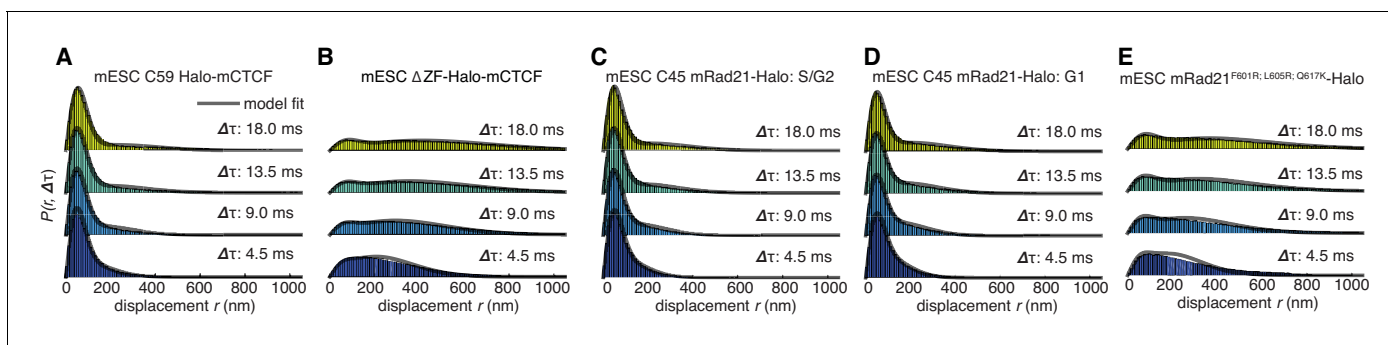 A
mESC C59 Halo-mCTCF
model fit
Δτ: 18.0 ms
Δτ: 13.5 ms
Δτ: 9.0 ms
Δτ: 4.5 ms
P(r, Δτ)
0 200 400 600 800 1000
displacement r (nm)
B
mESC ΔZF-Halo-mCTCF
Δτ: 18.0 ms
Δτ: 13.5 ms
Δτ: 9.0 ms
Δτ: 4.5 ms
0 200 400 600 800 1000
displacement r (nm)
C
mESC C45 mRad21-Halo: S/G2
Δτ: 18.0 ms
Δτ: 13.5 ms
Δτ: 9.0 ms
Δτ: 4.5 ms
0 200 400 600 800 1000
displacement r (nm)
D
mESC C45 mRad21-Halo: G1
Δτ: 18.0 ms
Δτ: 13.5 ms
Δτ: 9.0 ms
Δτ: 4.5 ms
0 200 400 600 800 1000
displacement r (nm)
E
mESC mRad21F601R; L605R; Q617K-Halo
Δτ: 18.0 ms
Δτ: 13.5 ms
Δτ: 9.0 ms
Δτ: 4.5 ms
0 200 400 600 800 1000
displacement r (nm)